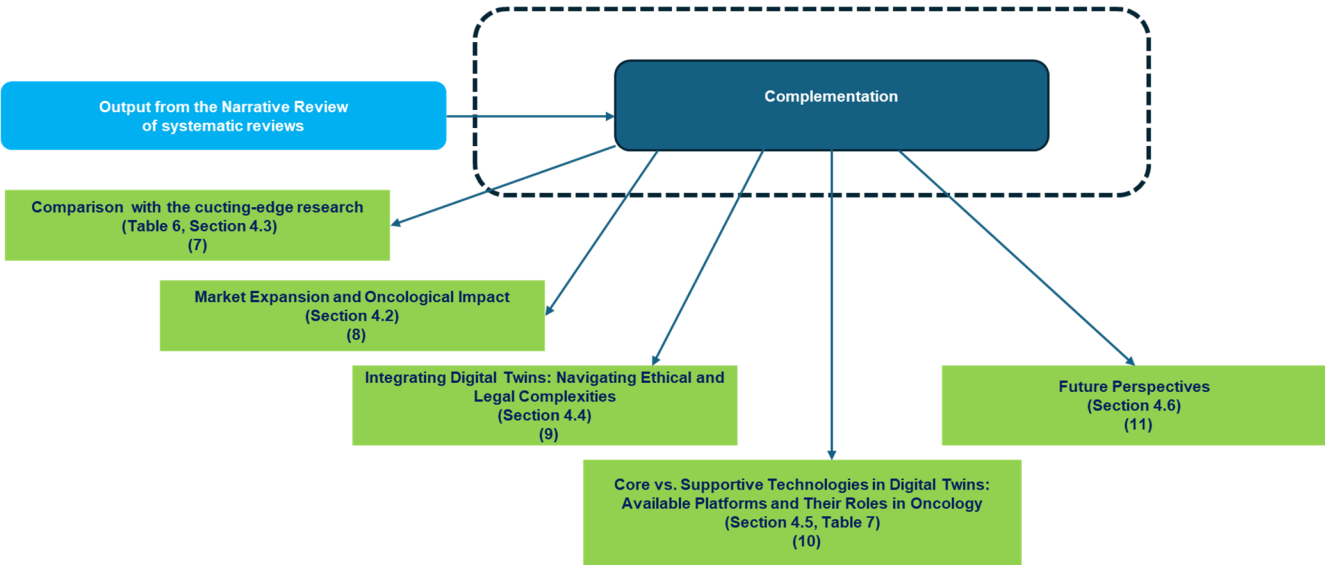 Output from the Narrative Review
of systematic reviews
Complementation
Comparison with the cucting-edge research
(Table 6, Section 4.3)
(7)
Market Expansion and Oncological Impact
(Section 4.2)
(8)
Integrating Digital Twins: Navigating Ethical and
Legal Complexities
(Section 4.4)
(9)
Future Perspectives
(Section 4.6)
(11)
Core vs. Supportive Technologies in Digital Twins:
Available Platforms and Their Roles in Oncology
(Section 4.5, Table 7)
(10)